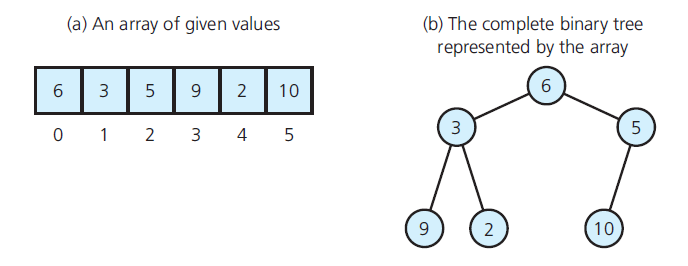 (a) An array of given values
6 3 5 9 2 10
0 1 2 3 4 5
(b) The complete binary tree
represented by the array
6
3 5
9 2 10